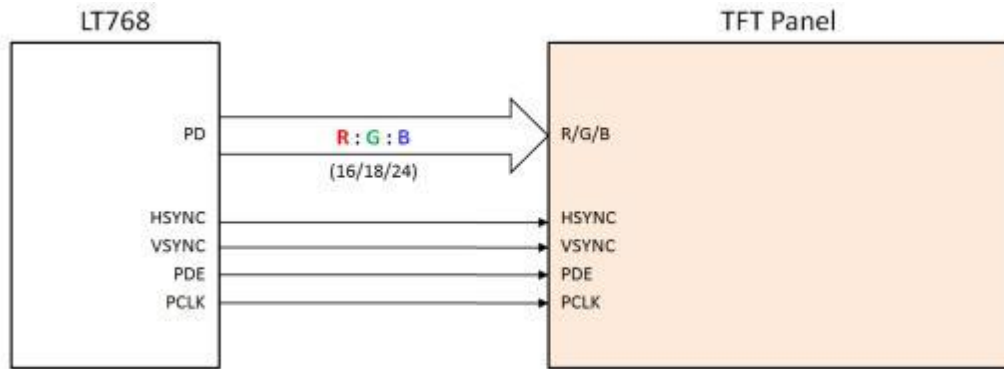 LT768
TFT Panel
PD
R : G : B
R/G/B
(16/18/24)
HSYNC
HSYNC
VSYNC
VSYNC
PDE
PDE
PCLK
PCLK